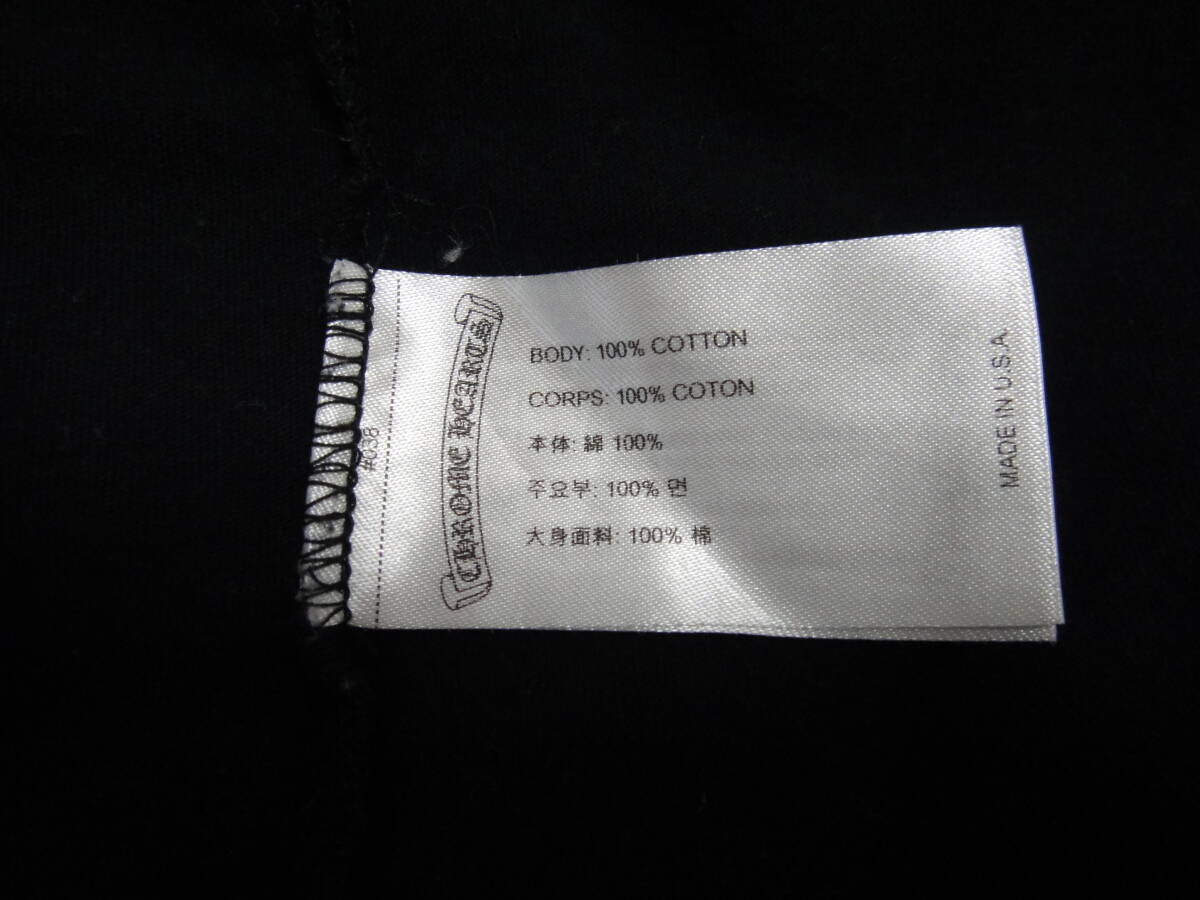 #038
CHROME HEARTS
BODY: 100% COTTON
CORPS: 100% COTON
本体: 綿 100%
주요부: 100% 면
大身面料: 100% 棉
MADE IN U.S.A.